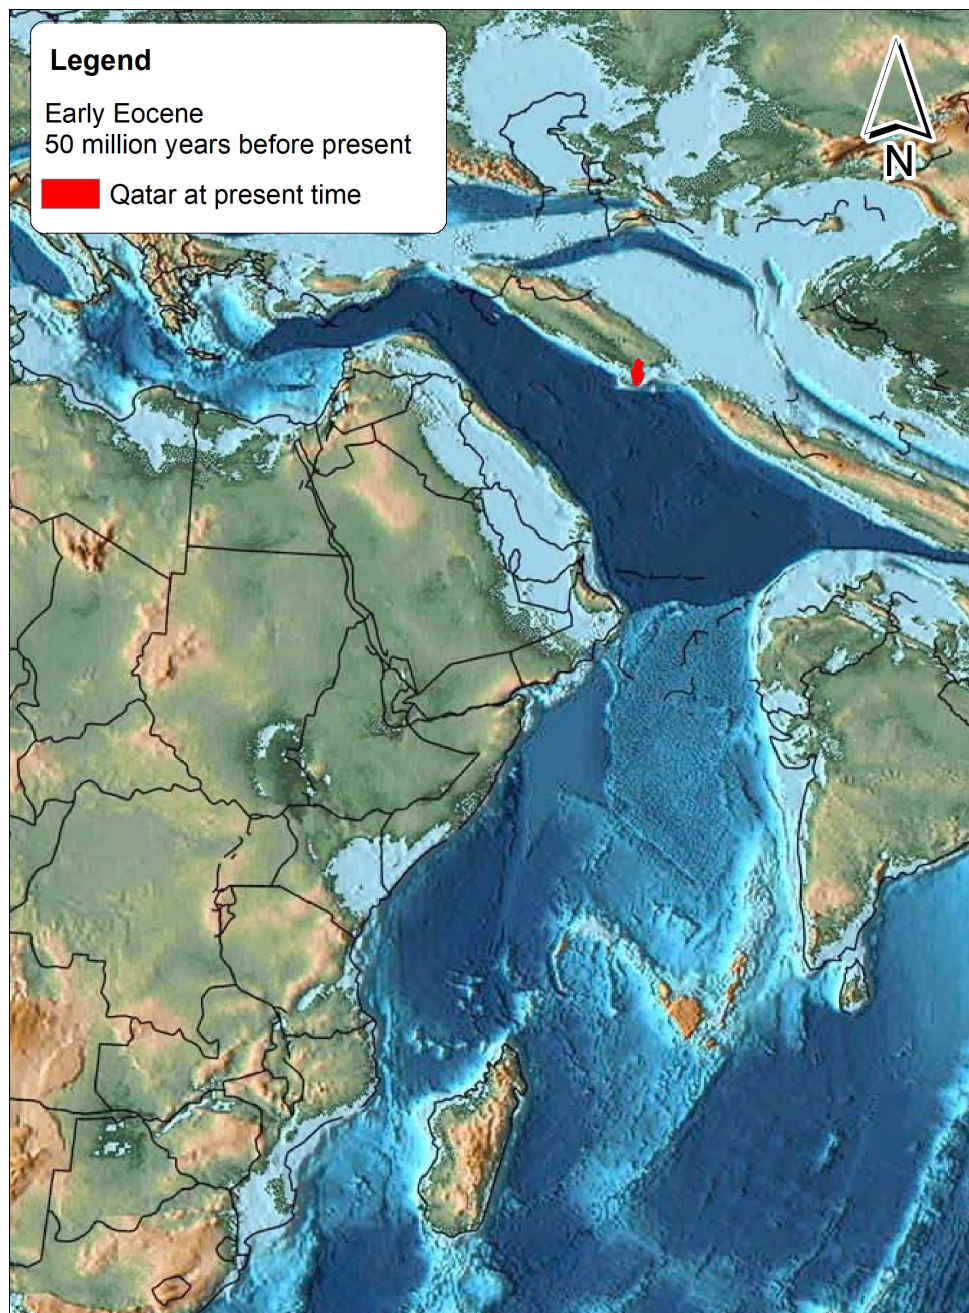 Legend
Early Eocene
50 million years before present
Qatar at present time
N